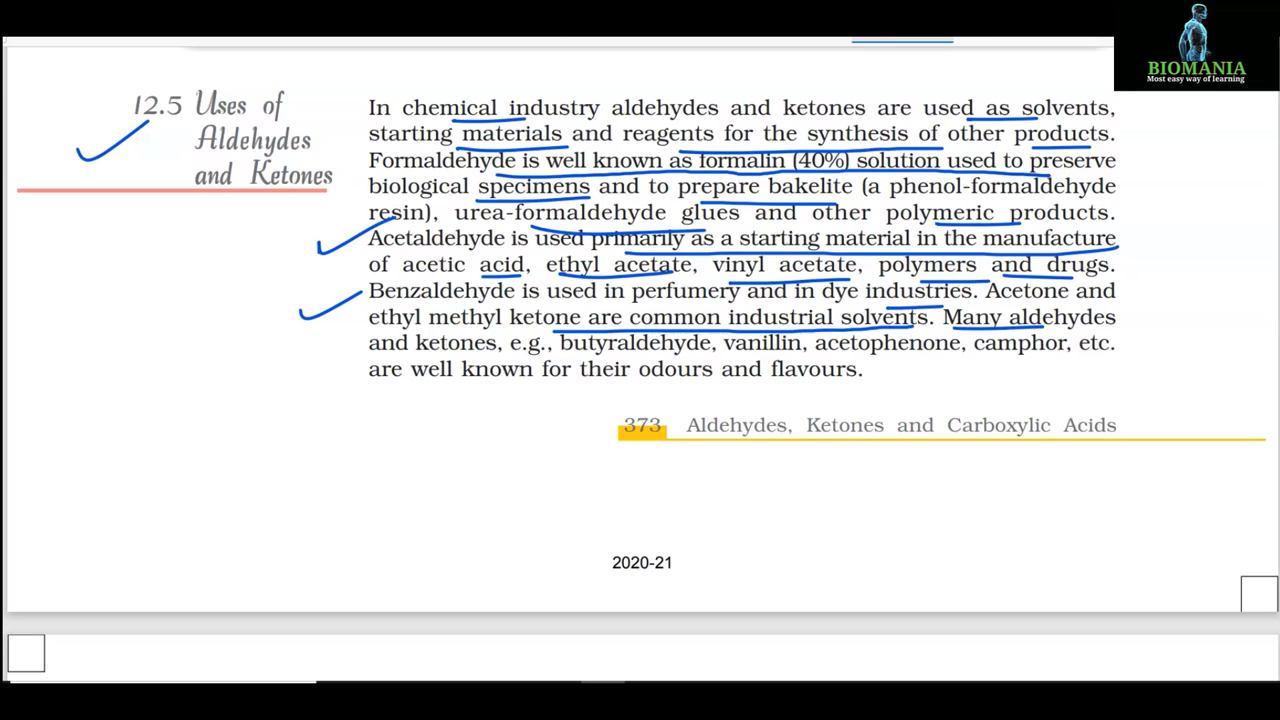 BIOMANIA
Most easy way of learning
12.5 Uses of
Aldehydes
and Ketones
In chemical industry aldehydes and ketones are used as solvents,
starting materials and reagents for the synthesis of other products.
Formaldehyde is well known as formalin (40%) solution used to preserve
biological specimens and to prepare bakelite (a phenol-formaldehyde
resin), urea-formaldehyde glues and other polymeric products.
Acetaldehyde is used primarily as a starting material in the manufacture
of acetic acid, ethyl acetate, vinyl acetate, polymers and drugs.
Benzaldehyde is used in perfumery and in dye industries. Acetone and
ethyl methyl ketone are common industrial solvents. Many aldehydes
and ketones, e.g., butyraldehyde, vanillin, acetophenone, camphor, etc.
are well known for their odours and flavours.
373 Aldehydes, Ketones and Carboxylic Acids
2020-21